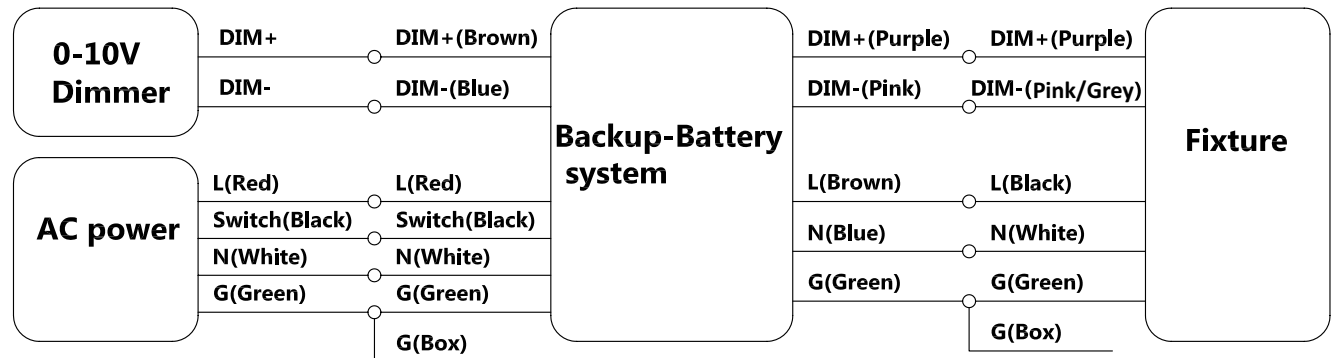 0-10V
Dimmer
DIM+
DIM+(Brown)
DIM-
DIM-(Blue)
AC power
L(Red)
L(Red)
Switch(Black)
Switch(Black)
N(White)
N(White)
G(Green)
G(Green)
G(Box)
Backup-Battery
system
DIM+(Purple)
DIM+(Purple)
DIM-(Pink)
DIM-(Pink/Grey)
L(Brown)
L(Black)
N(Blue)
N(White)
G(Green)
G(Green)
G(Box)
Fixture